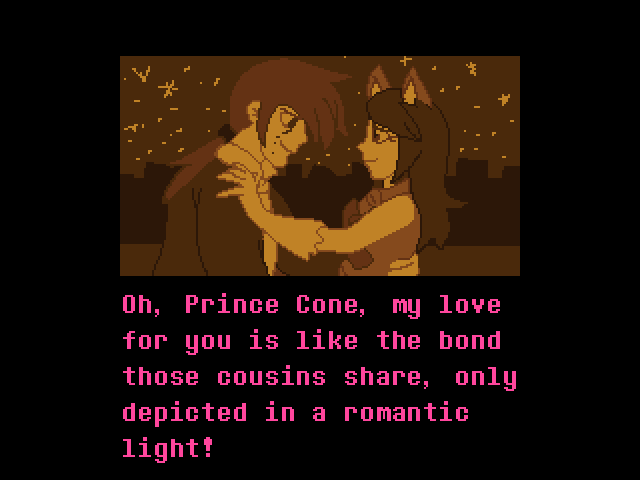 Oh, Prince Cone, my love
for you is like the bond
those cousins share, only
depicted in a romantic
light!